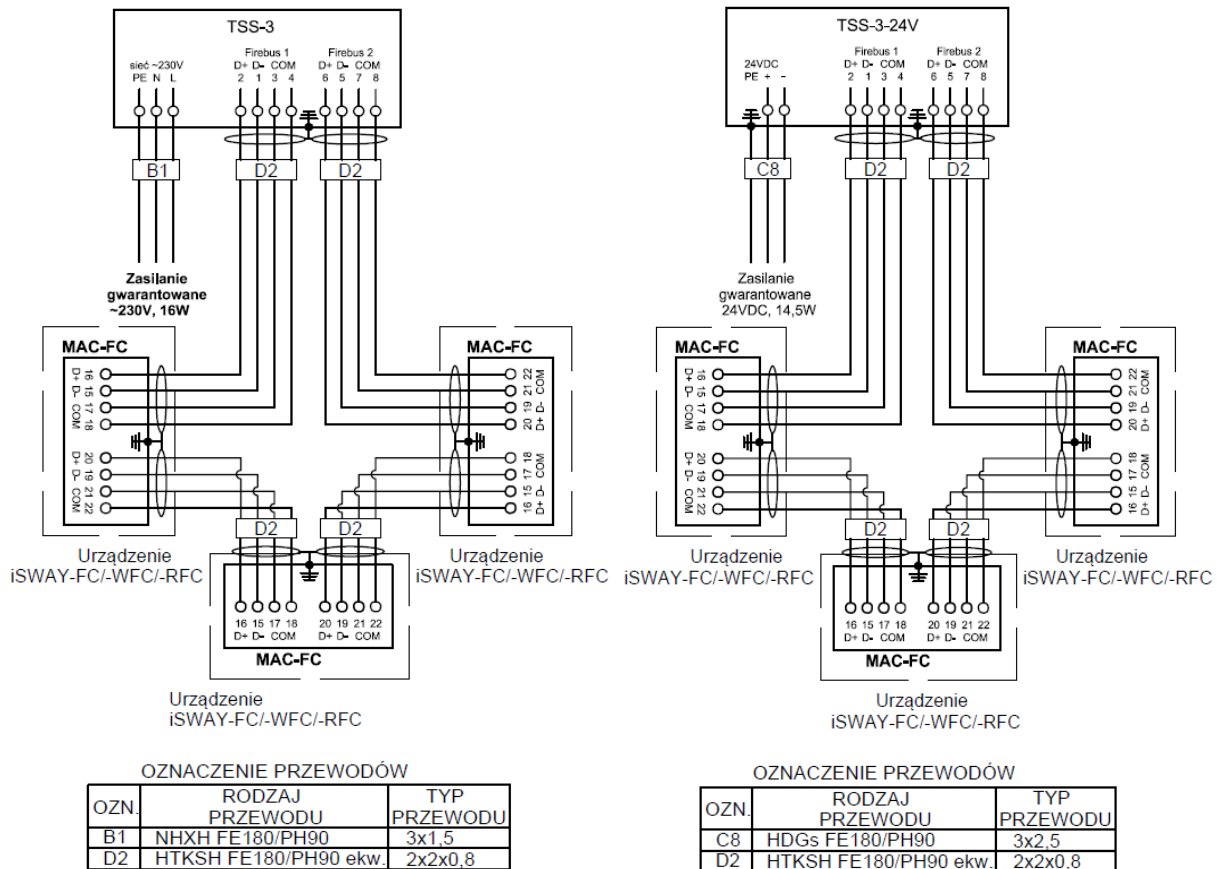 TSS-3
sieć ~230V
PE N L
Firebus 1
D+ D- COM
2 1 3 4
Firebus 2
D+ D- COM
6 5 7 8
B1
D2
D2
Zasilanie
gwarantowane
~230V, 16W
MAC-FC
D+ 16
D- 15
COM 17
18
D+ 20
D- 19
COM 21
22
Urządzenie
iSWAY-FC/-WFC/-RFC
MAC-FC
22 COM
21
19 D-
20 D+
18 COM
17
15 D-
16 D+
Urządzenie
iSWAY-FC/-WFC/-RFC
D2
D2
16 15 17 18
D+ D- COM
20 19 21 22
D+ D- COM
MAC-FC
Urządzenie
iSWAY-FC/-WFC/-RFC
OZNACZENIE PRZEWODÓW
OZN. RODZAJ PRZEWODU TYP PRZEWODU
B1 NHXH FE180/PH90 3x1,5
D2 HTKSH FE180/PH90 ekw. 2x2x0,8
TSS-3-24V
24VDC
PE + -
Firebus 1
D+ D- COM
2 1 3 4
Firebus 2
D+ D- COM
6 5 7 8
C8
D2
D2
Zasilanie
gwarantowane
24VDC, 14,5W
MAC-FC
D+ 16
D- 15
COM 17
18
D+ 20
D- 19
COM 21
22
Urządzenie
iSWAY-FC/-WFC/-RFC
MAC-FC
22 COM
21
19 D-
20 D+
18 COM
17
15 D-
16 D+
Urządzenie
iSWAY-FC/-WFC/-RFC
D2
D2
16 15 17 18
D+ D- COM
20 19 21 22
D+ D- COM
MAC-FC
Urządzenie
iSWAY-FC/-WFC/-RFC
OZNACZENIE PRZEWODÓW
OZN. RODZAJ PRZEWODU TYP PRZEWODU
C8 HDGs FE180/PH90 3x2,5
D2 HTKSH FE180/PH90 ekw. 2x2x0,8